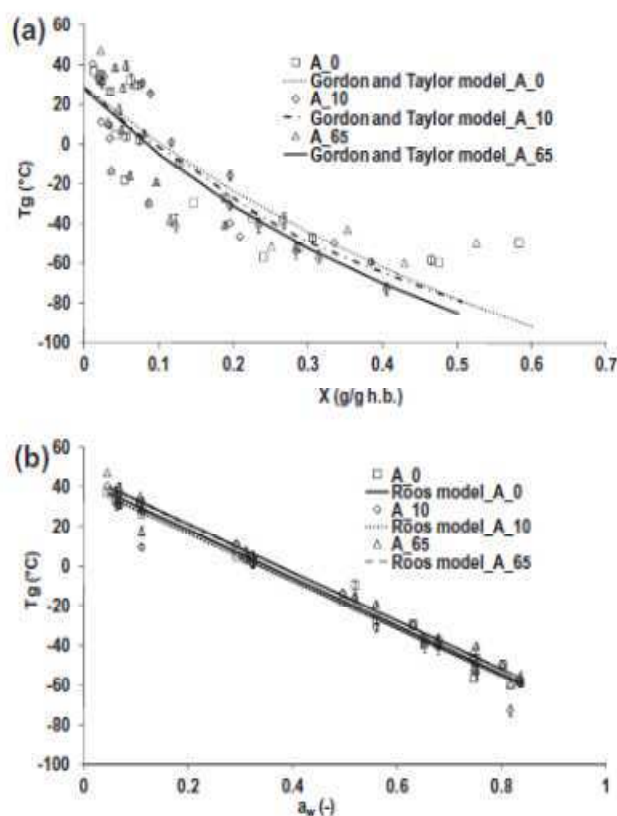 (a)
60
40
20
0
-20
-40
-60
-80
-100
Tg (°C)
A_0
Gordon and Taylor model_A_0
A_10
Gordon and Taylor model_A_10
A_65
Gordon and Taylor model_A_65
0 0.1 0.2 0.3 0.4 0.5 0.6 0.7
X (g/g h.b.)
(b)
60
40
20
0
-20
-40
-60
-80
-100
Tg (°C)
A_0
Roos model_A_0
A_10
Roos model_A_10
A_65
Roos model_A_65
0 0.2 0.4 0.6 0.8 1
aw (-)